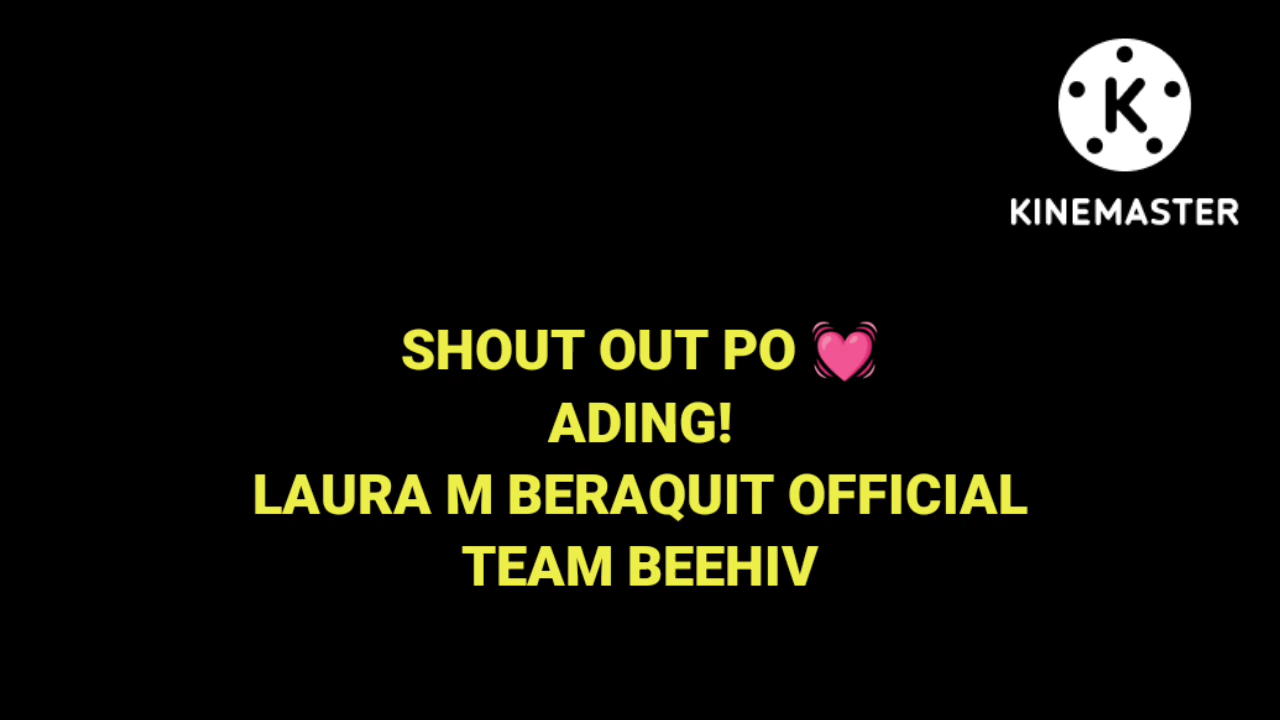 K
KINEMASTER
SHOUT OUT PO 💓
ADING!
LAURA M BERAQUIT OFFICIAL
TEAM BEEHIV